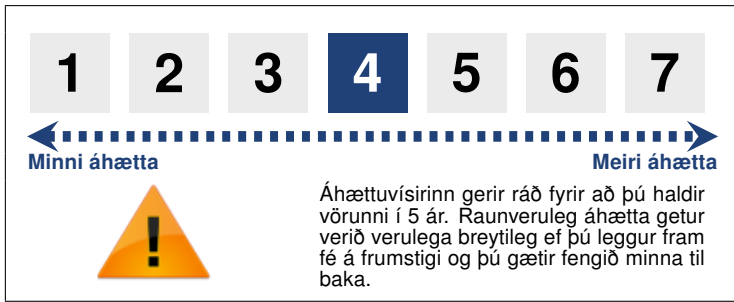 1 2 3 4 5 6 7
Minni áhætta Meiri áhætta
Áhættuvísirinn gerir ráð fyrir að þú haldir
vörunni í 5 ár. Raunveruleg áhætta getur
verið verulega breytileg ef þú leggur fram
fé á frumstigi og þú gætir fengið minna til
baka.